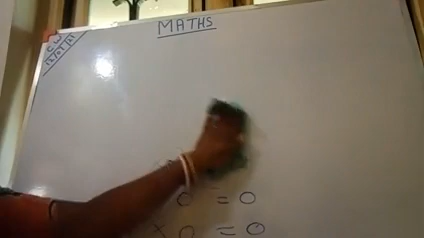 MATHS
C.W
0 = 0
× 0 = 0